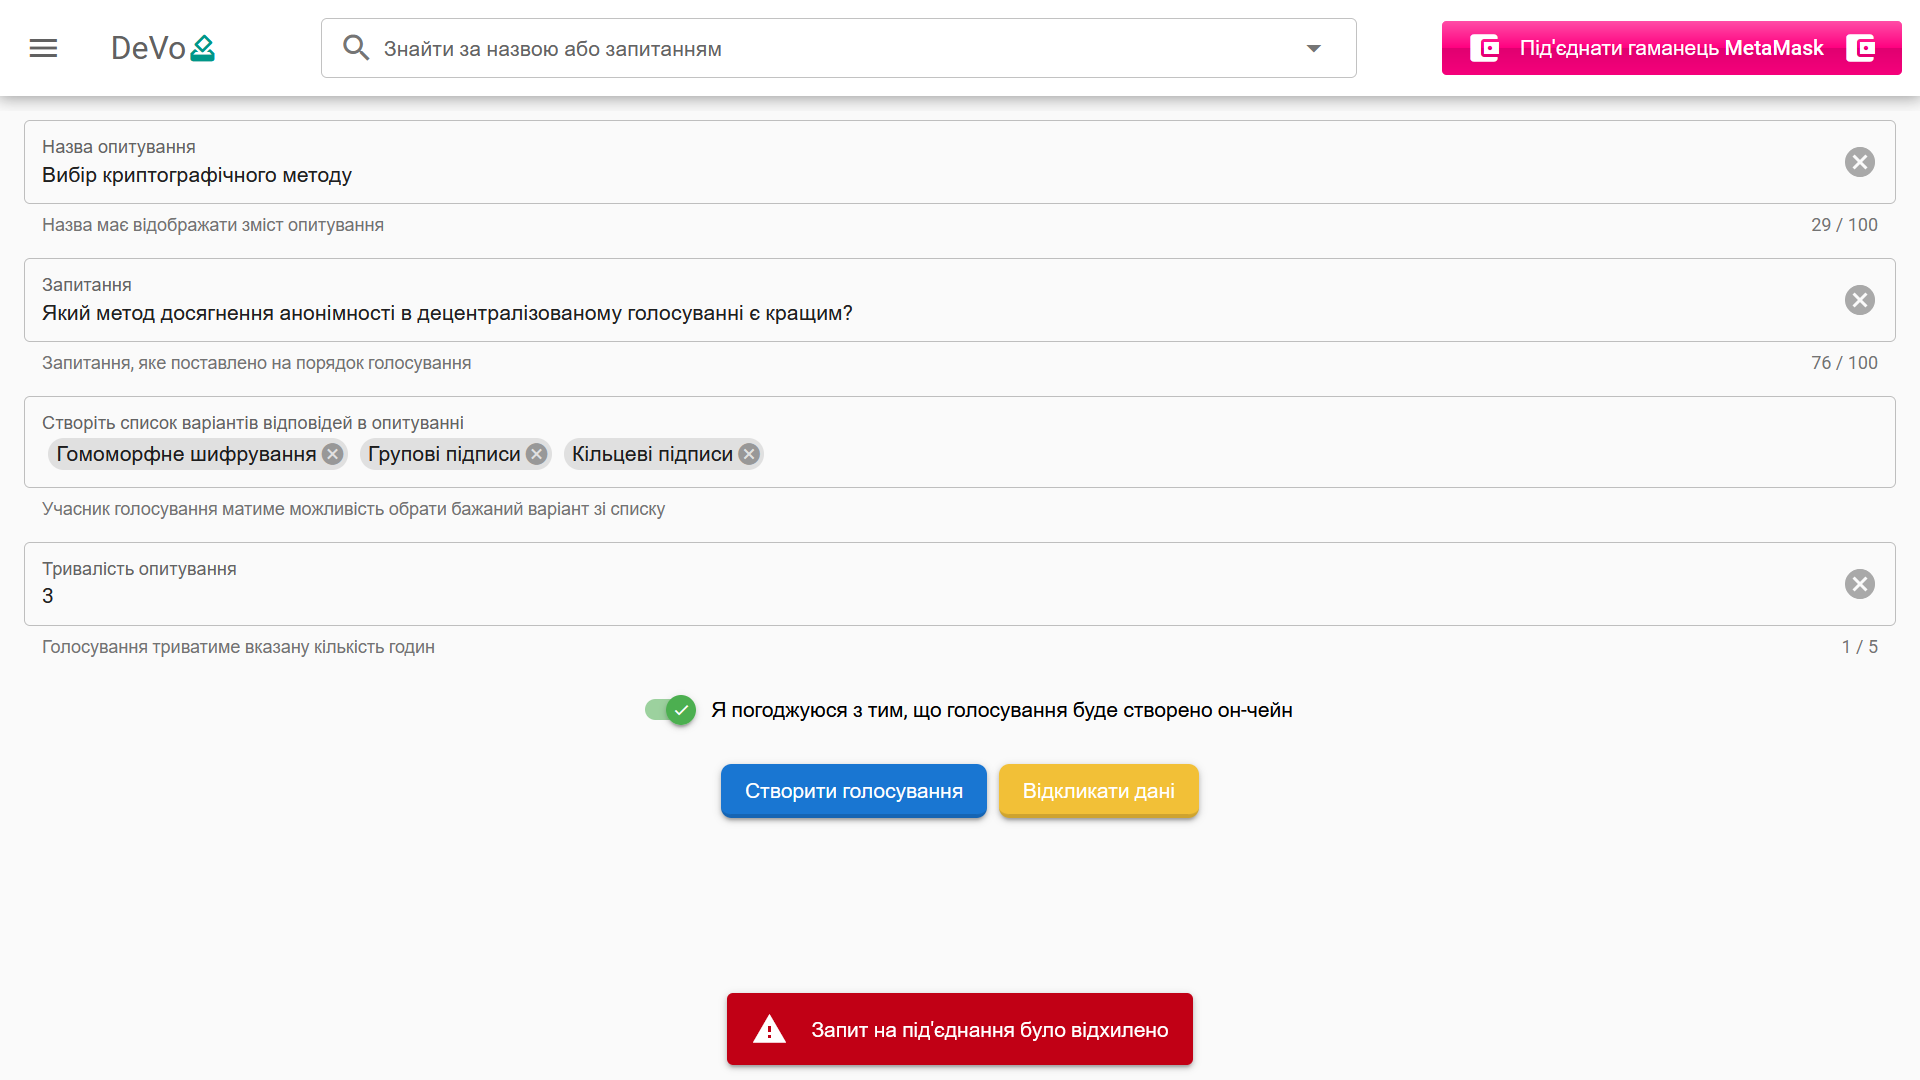 DeVo
Знайти за назвою або запитанням
Під'єднати гаманець MetaMask
Назва опитування
Вибір криптографічного методу
Назва має відображати зміст опитування
29 / 100
Запитання
Який метод досягнення анонімності в децентралізованому голосуванні є кращим?
Запитання, яке поставлено на порядок голосування
76 / 100
Створіть список варіантів відповідей в опитуванні
Гомоморфне шифрування Групові підписи Кільцеві підписи
Учасник голосування матиме можливість обрати бажаний варіант зі списку
Тривалість опитування
3
Голосування триватиме вказану кількість годин
1 / 5
Я погоджуюся з тим, що голосування буде створено он-чейн
Створити голосування
Відкликати дані
Запит на під'єднання було відхилено